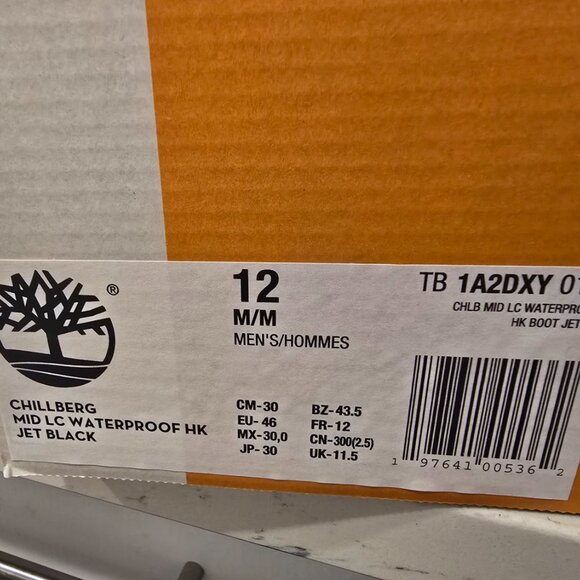 ®
12
M/M
MEN'S/HOMMES
TB 1A2DXY 01
CHLB MID LC WATERPRO
HK BOOT JET
CHILLBERG
MID LC WATERPROOF HK
JET BLACK
CM-30 BZ-43.5
EU- 46 FR-12
MX-30,0 CN-300(2.5)
JP-30 UK-11.5
1 97641 00536 2